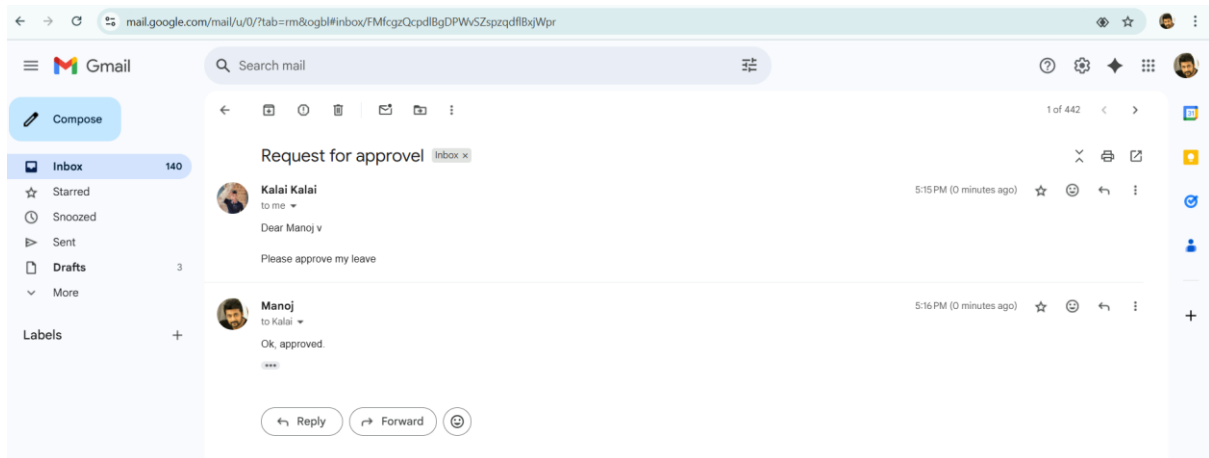 mail.google.com/mail/u/0/?tab=rm&ogbl#inbox/FMfcgzQcpdlBgDPWvSZspzqdflBxjWpr
Gmail
Search mail
Compose
1 of 442
Inbox 140
Starred
Snoozed
Sent
Drafts 3
More
Labels
Request for approvel Inbox ×
Kalai Kalai 5:15 PM (0 minutes ago)
to me
Dear Manoj v
Please approve my leave
Manoj 5:16 PM (0 minutes ago)
to Kalai
Ok, approved.
Reply Forward
31